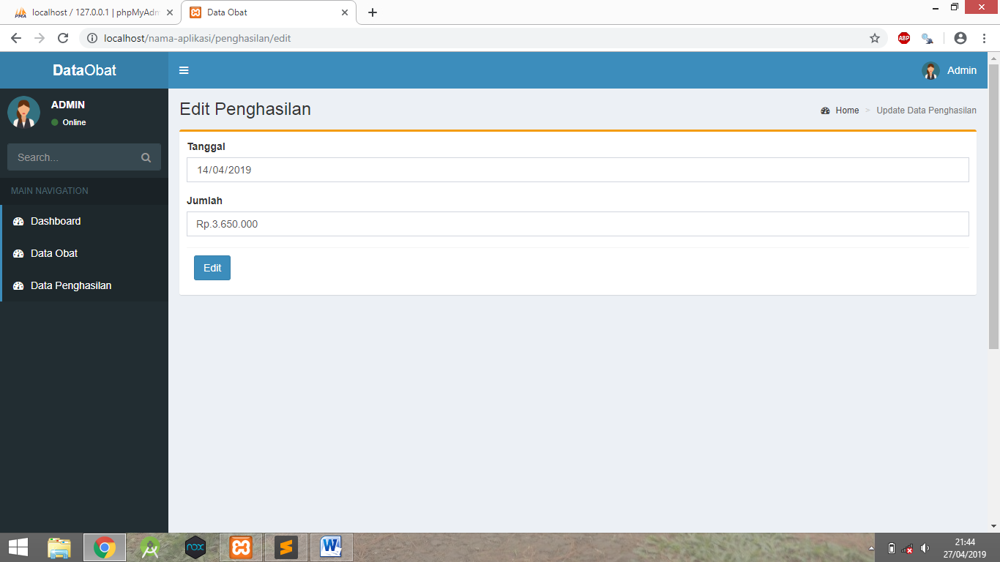 localhost / 127.0.0.1 | phpMyAdm
Data Obat
localhost/nama-aplikasi/penghasilan/edit
ABP
DataObat
Admin
ADMIN
Online
Edit Penghasilan
Home > Update Data Penghasilan
Search...
MAIN NAVIGATION
Dashboard
Data Obat
Data Penghasilan
Tanggal
14/04/2019
Jumlah
Rp.3.650.000
Edit
nox
21:44
27/04/2019